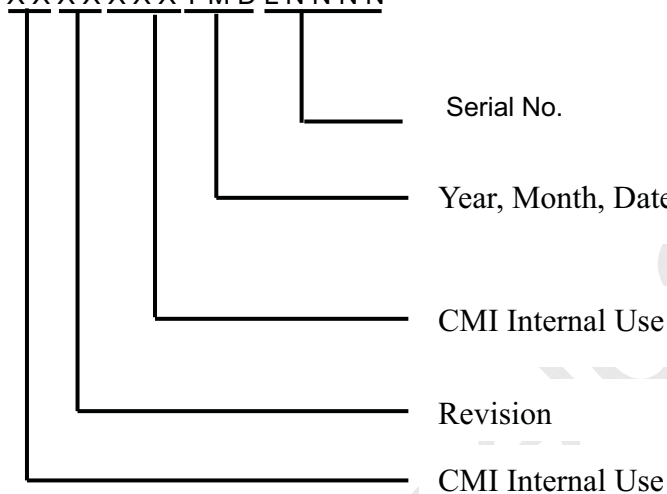 X X X X X X X Y M D L N N N N
Serial No.
Year, Month, Date
CMI Internal Use
Revision
CMI Internal Use